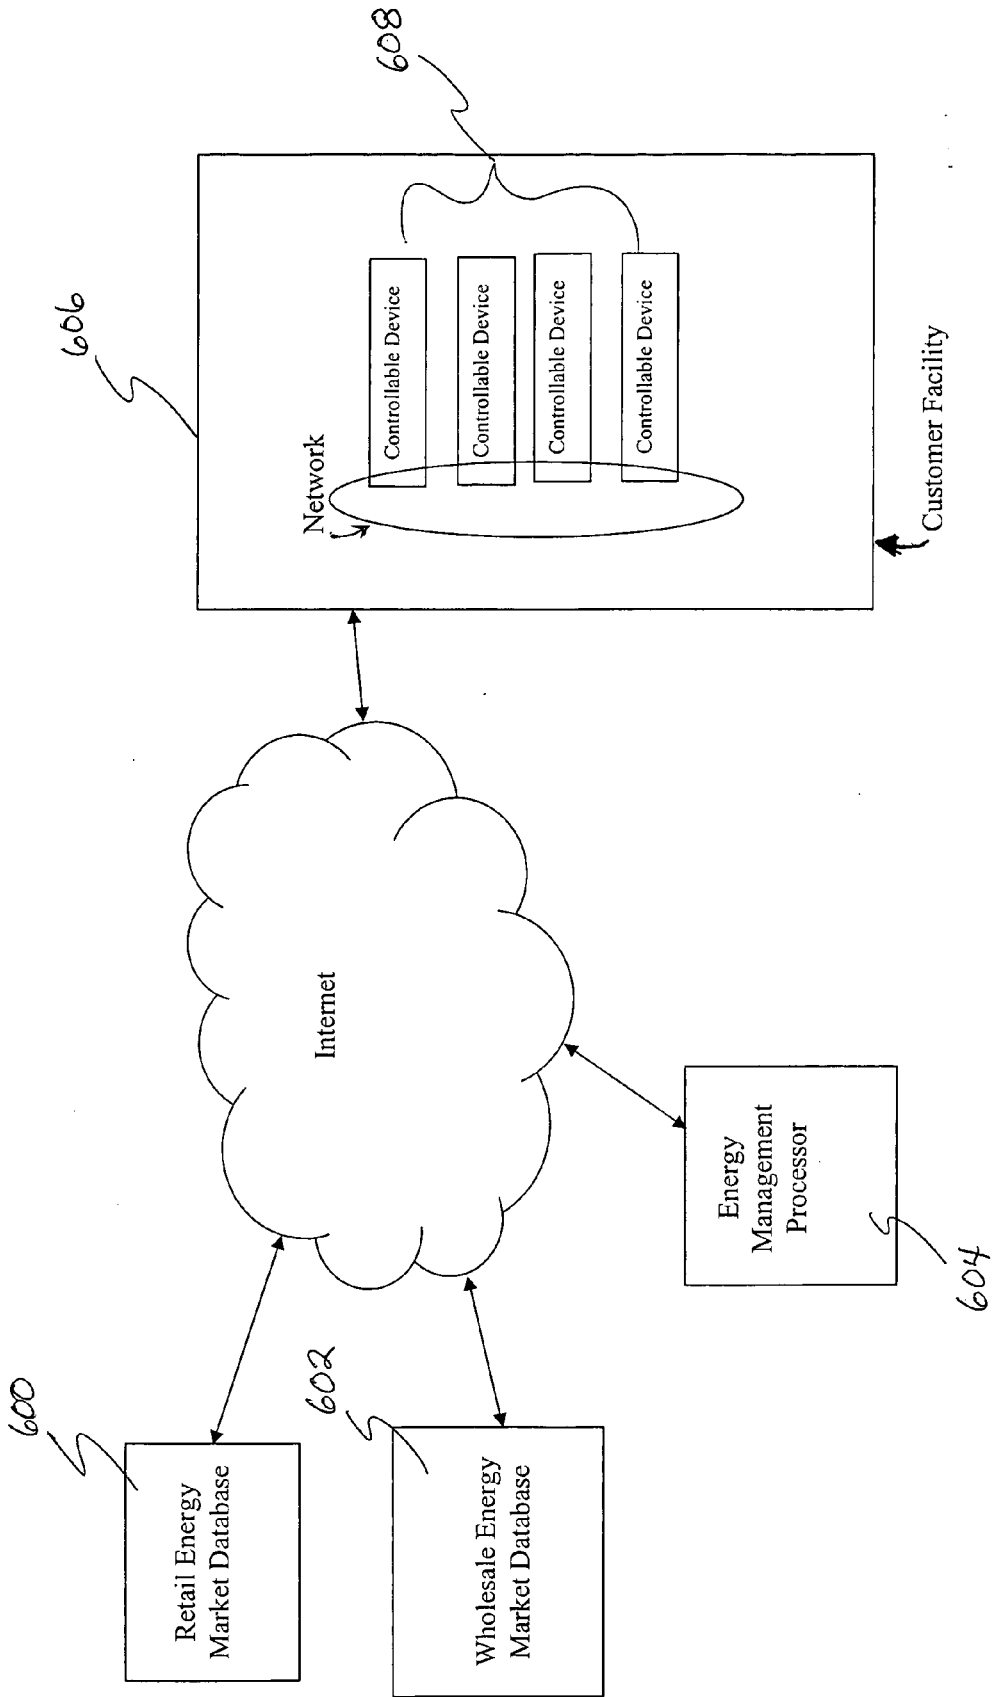 600
Retail Energy
Market Database
602
Wholesale Energy
Market Database
Internet
Energy
Management
Processor
604
606
Network
Controllable Device
Controllable Device
Controllable Device
Controllable Device
608
Customer Facility